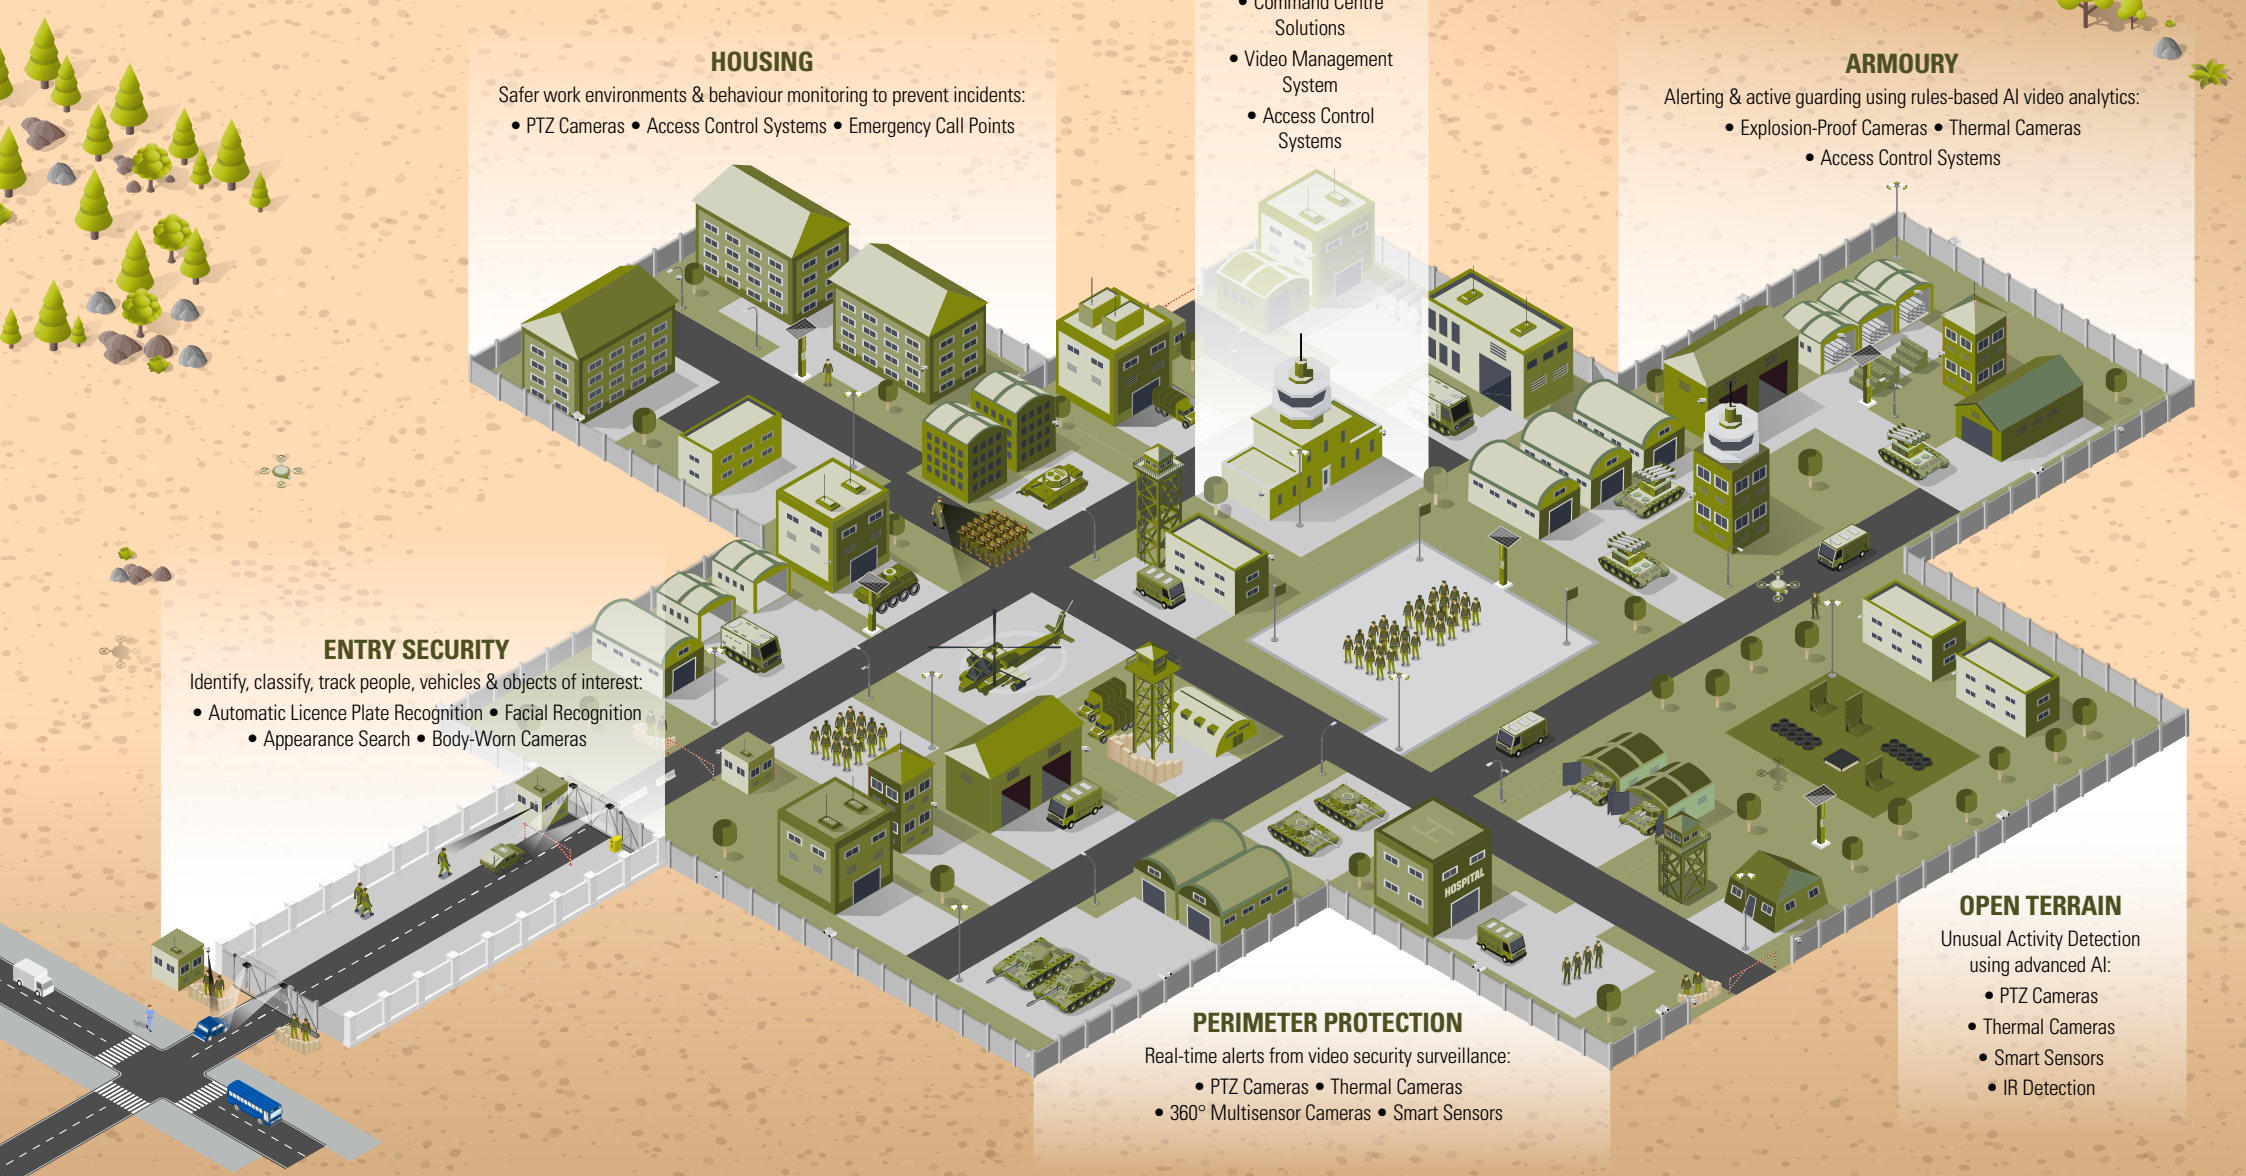 • Command Centre
Solutions
• Video Management
System
• Access Control
Systems
HOUSING
Safer work environments & behaviour monitoring to prevent incidents:
• PTZ Cameras • Access Control Systems • Emergency Call Points
ARMOURY
Alerting & active guarding using rules-based AI video analytics:
• Explosion-Proof Cameras • Thermal Cameras
• Access Control Systems
ENTRY SECURITY
Identify, classify, track people, vehicles & objects of interest:
• Automatic Licence Plate Recognition • Facial Recognition
• Appearance Search • Body-Worn Cameras
H
HOSPITAL
PERIMETER PROTECTION
Real-time alerts from video security surveillance:
• PTZ Cameras • Thermal Cameras
• 360° Multisensor Cameras • Smart Sensors
OPEN TERRAIN
Unusual Activity Detection
using advanced AI:
• PTZ Cameras
• Thermal Cameras
• Smart Sensors
• IR Detection